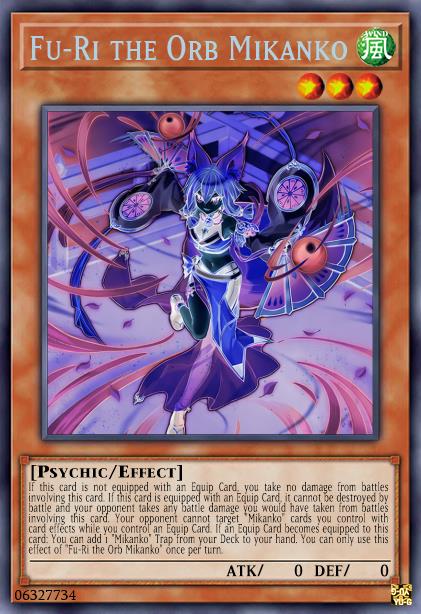 Fu-Ri the Orb Mikanko
WIND
風
[Psychic/Effect]
If this card is not equipped with an Equip Card, you take no damage from battles
involving this card. If this card is equipped with an Equip Card, it cannot be destroyed by
battle and your opponent takes any battle damage you would have taken from battles
involving this card. Your opponent cannot target "Mikanko" cards you control with
card effects while you control an Equip Card. If an Equip Card becomes equipped to this
card: You can add 1 "Mikanko" Trap from your Deck to your hand. You can only use this
effect of "Fu-Ri the Orb Mikanko" once per turn.
ATK/ 0 DEF/ 0
06327734